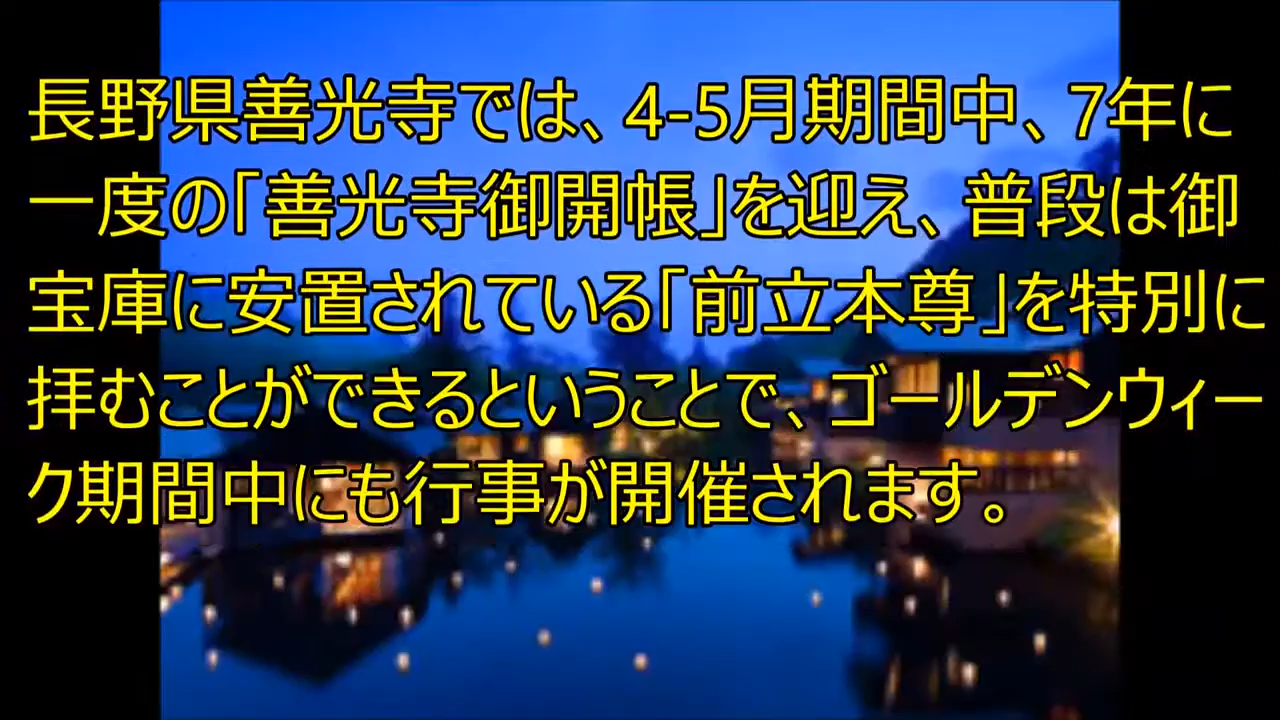 長野県善光寺では、4-5月期間中、7年に
一度の「善光寺御開帳」を迎え、普段は御
宝庫に安置されている「前立本尊」を特別に
拝むことができるということで、ゴールデンウィー
ク期間中にも行事が開催されます。